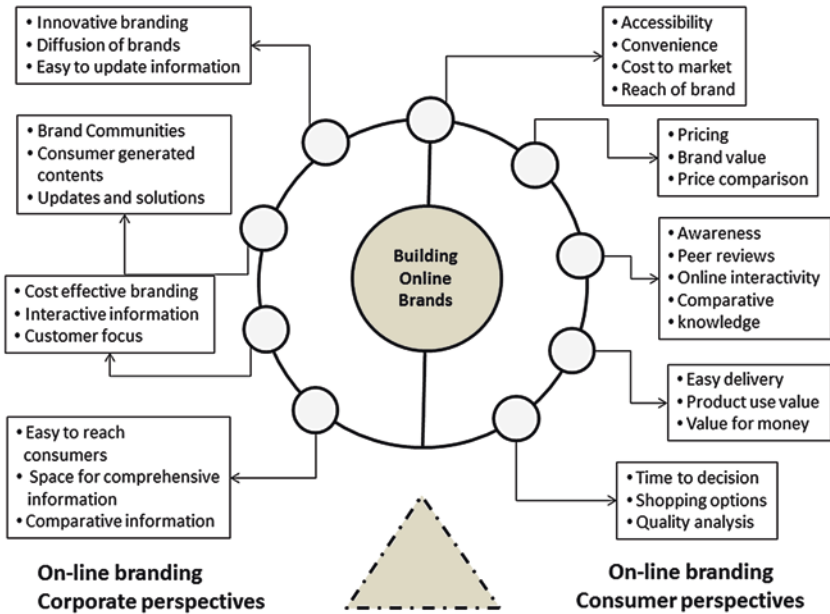 • Innovative branding
• Diffusion of brands
• Easy to update information
• Brand Communities
• Consumer generated
contents
• Updates and solutions
• Cost effective branding
• Interactive information
• Customer focus
• Easy to reach
consumers
• Space for comprehensive
information
• Comparative information
Building
Online
Brands
• Accessibility
• Convenience
• Cost to market
• Reach of brand
• Pricing
• Brand value
• Price comparison
• Awareness
• Peer reviews
• Online interactivity
• Comparative
• knowledge
• Easy delivery
• Product use value
• Value for money
• Time to decision
• Shopping options
• Quality analysis
On-line branding
Corporate perspectives
On-line branding
Consumer perspectives